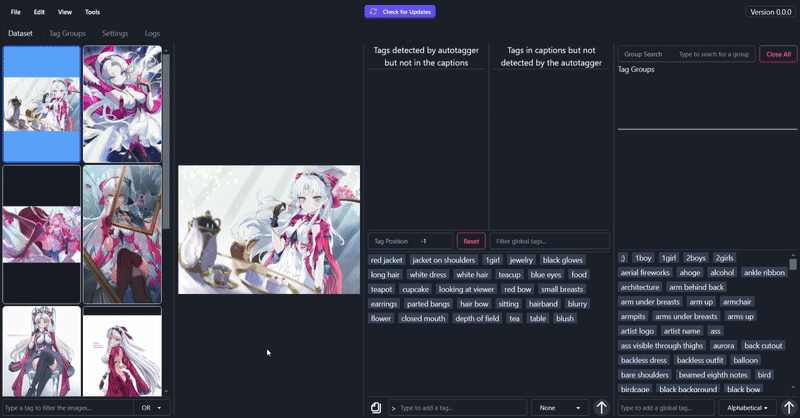 File Edit View Tools
Check for Updates
Version 0.0.0
Dataset Tag Groups Settings Logs
Tags detected by autotagger
but not in the captions
Tags in captions but not
detected by the autotagger
Group Search Type to seach for a group
Close All
Tag Groups
Tag Position -1
Reset
Filter global tags...
red jacket jacket on shoulders 1girl jewelry black gloves
long hair white dress white hair teacup blue eyes food
teapot cupcake looking at viewer red bow small breasts
earrings parted bangs hair bow sitting hairband blurry
flower closed mouth depth of field tea table blush
;) 1boy 1girl 2boys 2girls
aerial fireworks ahoge alcohol ankle ribbon
architecture arm behind back
arm under breasts arm up armchair
armpits arms under breasts arms up
artist logo artist name ass
ass visible through thighs aurora back cutout
backless dress backless outfit balloon
bare shoulders beamed eighth notes bird
birdcage black background black bow
Type a tag to filter the images...
OR
> Type to add a tag...
None
Type to add a global tag...
Alphabetical